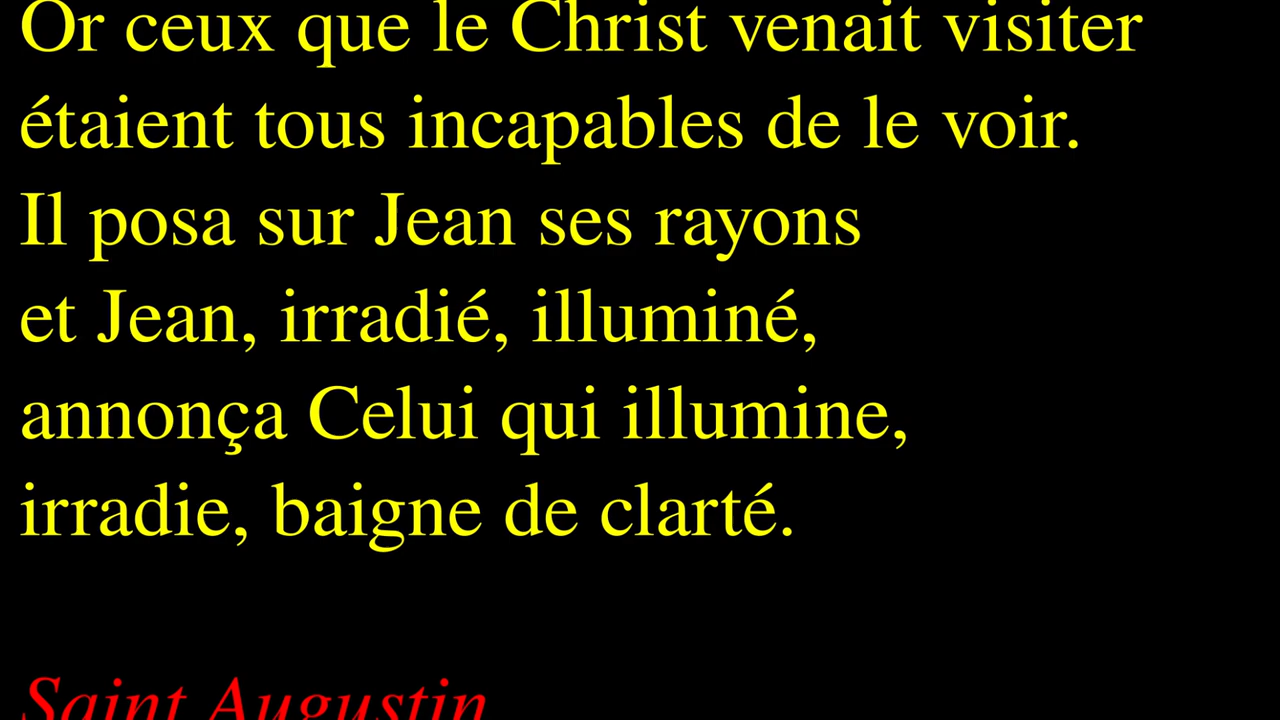 Or ceux que le Christ venait visiter
étaient tous incapables de le voir.
Il posa sur Jean ses rayons
et Jean, irradié, illuminé,
annonça Celui qui illumine,
irradie, baigne de clarté.
Saint Augustin